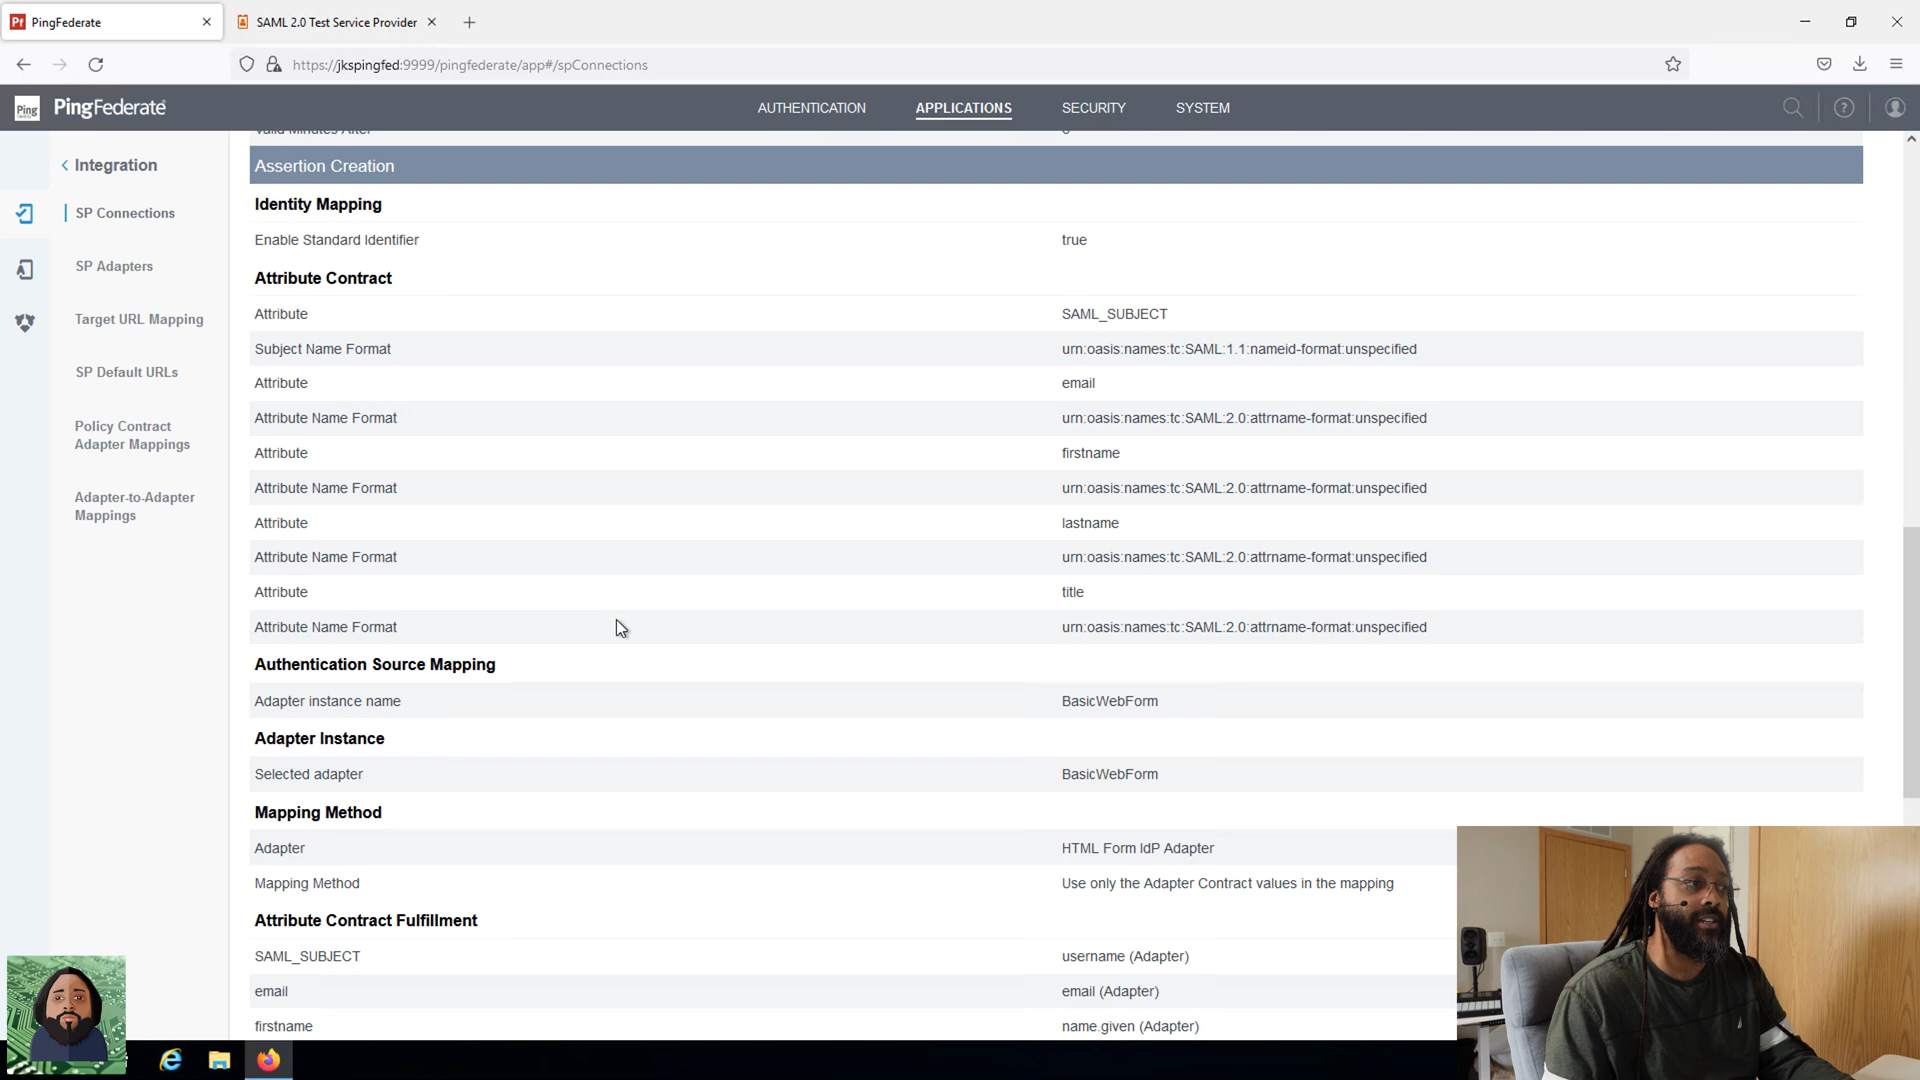 PingFederate
SAML 2.0 Test Service Provider
https://jkspingfed:9999/pingfederate/app#/spConnections
Ping
PingFederate
AUTHENTICATION
APPLICATIONS
SECURITY
SYSTEM
Integration
SP Connections
SP Adapters
Target URL Mapping
SP Default URLs
Policy Contract
Adapter Mappings
Adapter-to-Adapter
Mappings
Valid Minutes After
Assertion Creation
Identity Mapping
Enable Standard Identifier true
Attribute Contract
Attribute SAML_SUBJECT
Subject Name Format urn:oasis:names:tc:SAML:1.1:nameid-format:unspecified
Attribute email
Attribute Name Format urn:oasis:names:tc:SAML:2.0:attrname-format:unspecified
Attribute firstname
Attribute Name Format urn:oasis:names:tc:SAML:2.0:attrname-format:unspecified
Attribute lastname
Attribute Name Format urn:oasis:names:tc:SAML:2.0:attrname-format:unspecified
Attribute title
Attribute Name Format urn:oasis:names:tc:SAML:2.0:attrname-format:unspecified
Authentication Source Mapping
Adapter instance name BasicWebForm
Adapter Instance
Selected adapter BasicWebForm
Mapping Method
Adapter HTML Form IdP Adapter
Mapping Method Use only the Adapter Contract values in the mapping
Attribute Contract Fulfillment
SAML_SUBJECT username (Adapter)
email email (Adapter)
firstname name.given (Adapter)